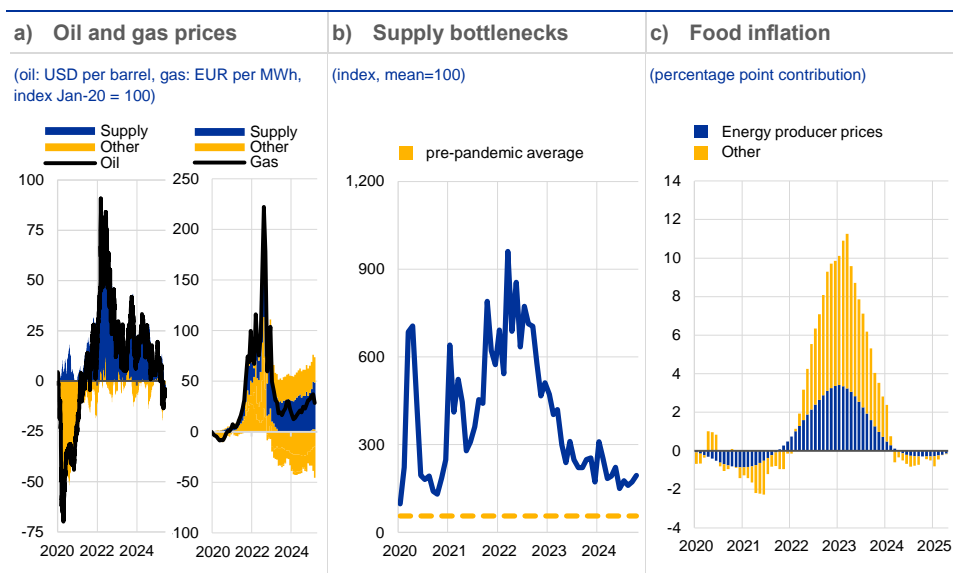 a) Oil and gas prices
(oil: USD per barrel, gas: EUR per MWh,
index Jan-20 = 100)
Supply
Other
Oil
100
75
50
25
0
-25
-50
-75
2020 2022 2024
Supply
Other
Gas
250
200
150
100
50
0
-50
-100
2020 2022 2024
b) Supply bottlenecks
(index, mean=100)
pre-pandemic average
1,200
900
600
300
0
2020 2021 2022 2023 2024
c) Food inflation
(percentage point contribution)
Energy producer prices
Other
14
12
10
8
6
4
2
0
-2
-4
2020 2021 2022 2023 2024 2025